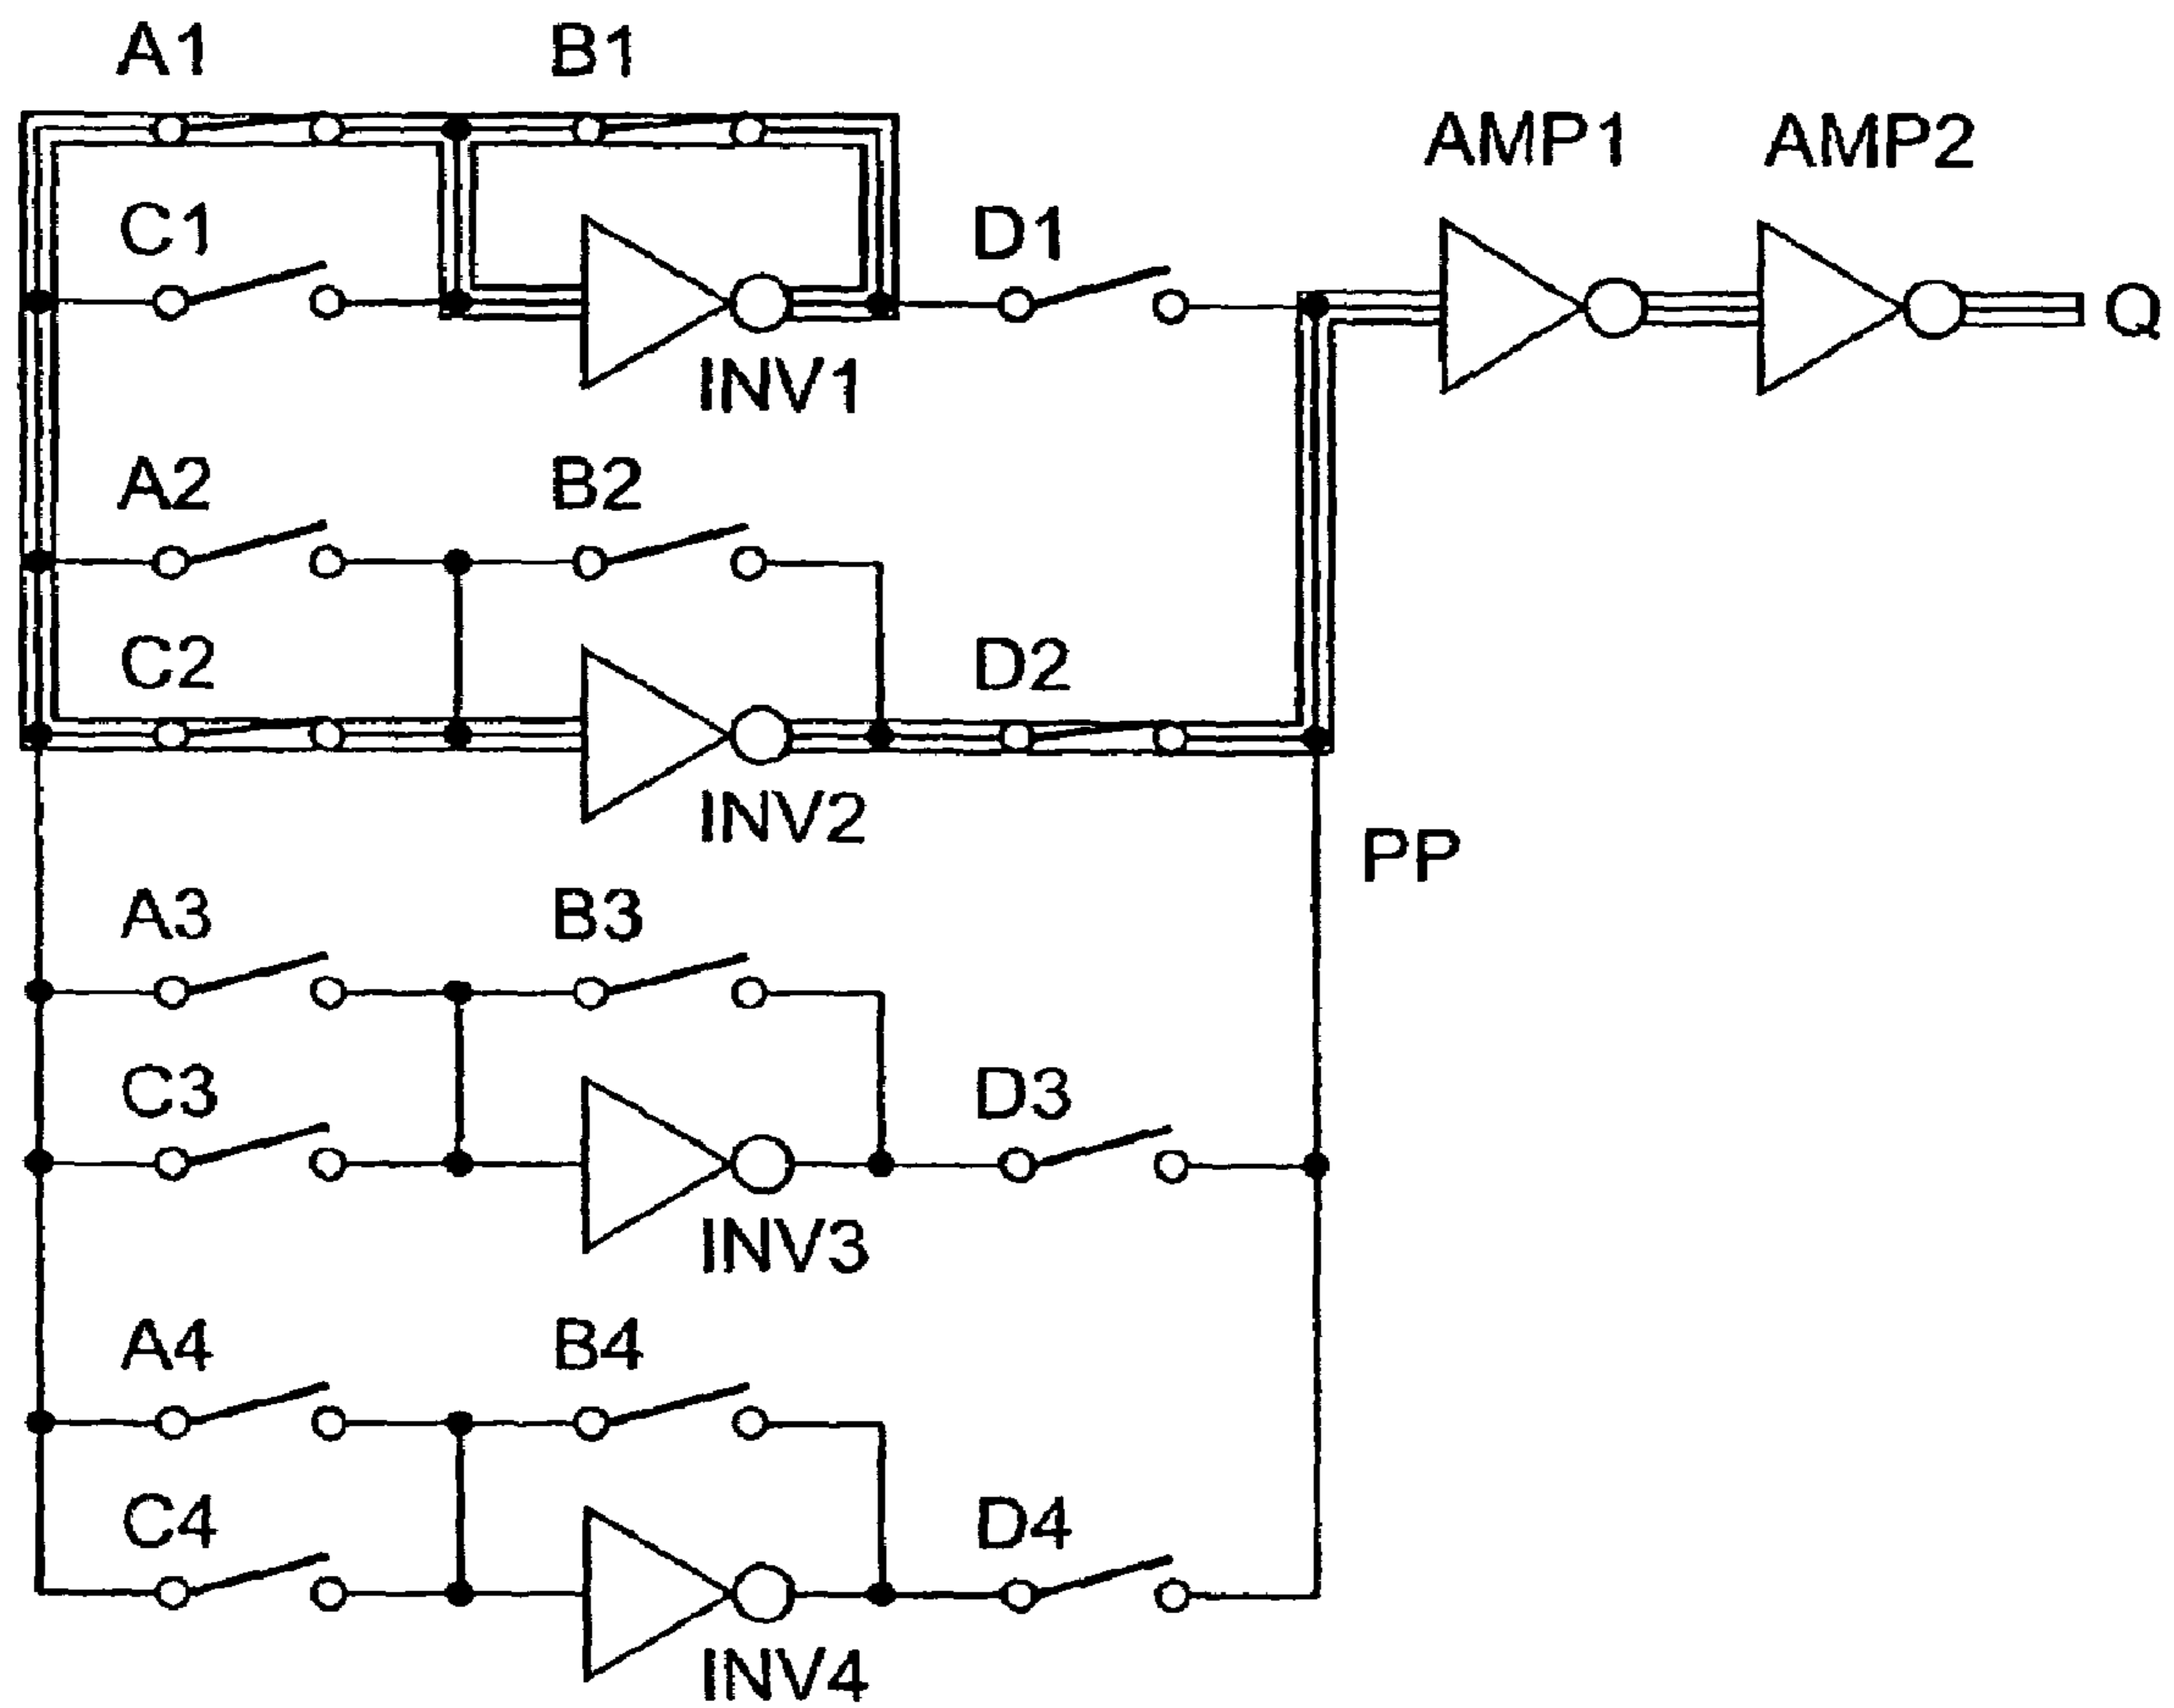 A1 B1
AMP1 AMP2
C1 D1
Q
INV1
A2 B2
C2 D2
INV2
PP
A3 B3
C3 D3
INV3
A4 B4
C4 D4
INV4